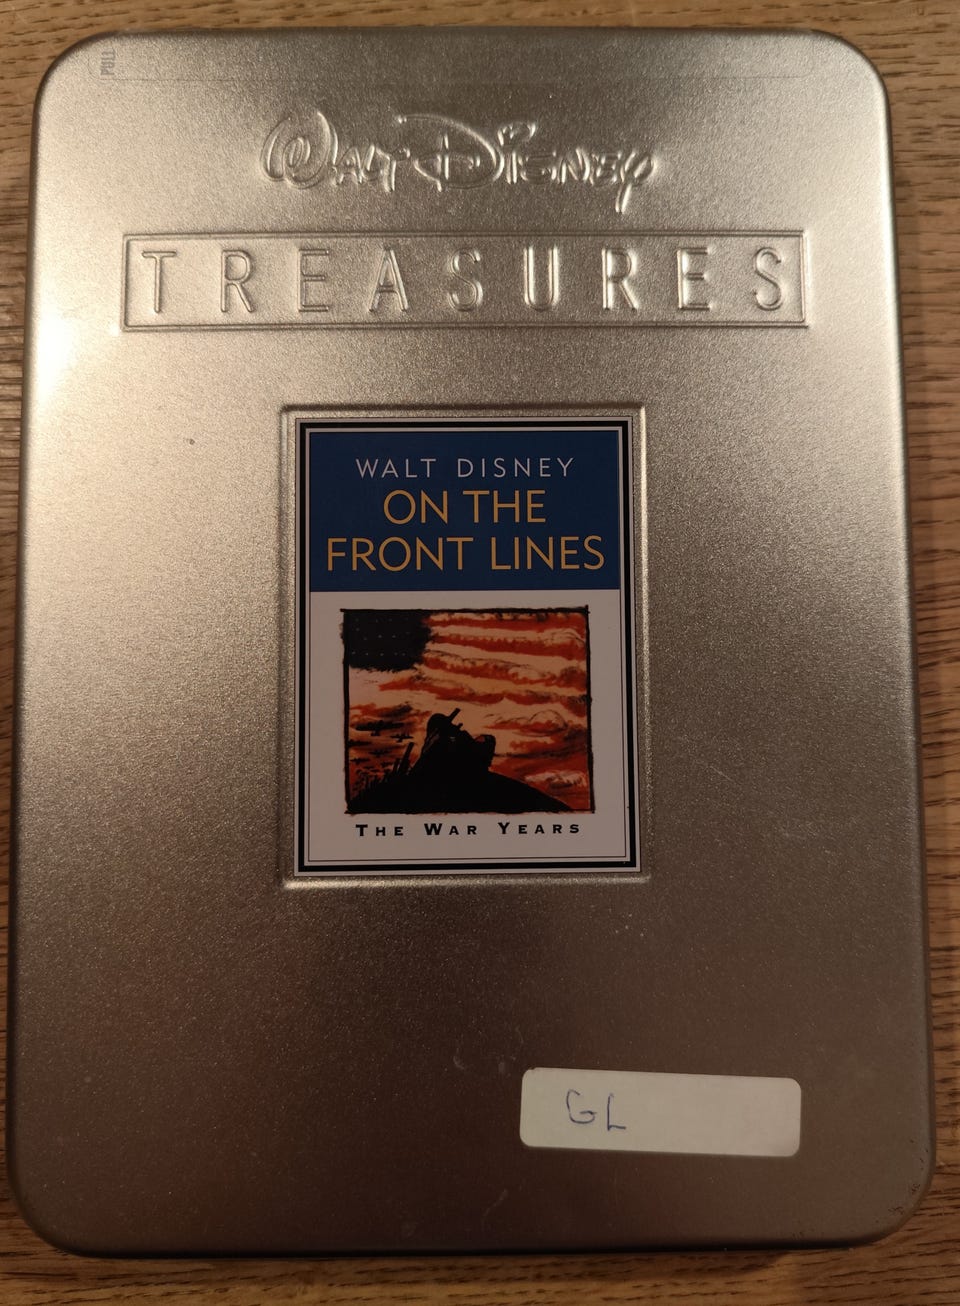 PULL
WALT DISNEY
TREASURES
WALT DISNEY
ON THE
FRONT LINES
THE WAR YEARS
GL